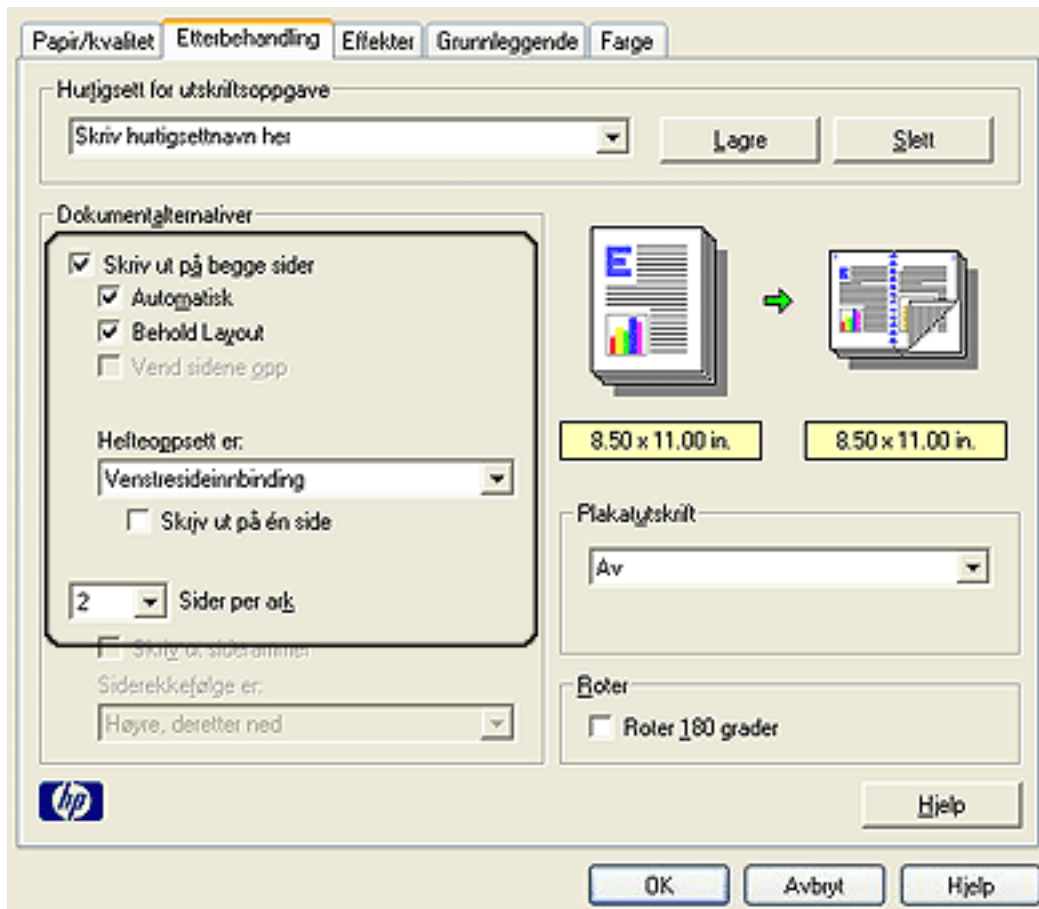 Papir/kvalitet Etterbehandling Effekter Grunnleggende Farge
Hurtigsett for utskriftsoppgave
Skriv hurtigsettnavn her
Lagre
Slett
Dokumentalternativer
Skriv ut på begge sider
Automatisk
Behold Layout
Vend sidene opp
Hefteoppsett er:
Venstresideinnbinding
Skriv ut på én side
2 Sider per ark
Skriv ut siderammer
Siderekkefølge er:
Høyre, deretter ned
E
E
8.50 x 11.00 in.
8.50 x 11.00 in.
Plakatutskrift
Av
Roter
Roter 180 grader
hp
Hjelp
OK Avbryt Hjelp